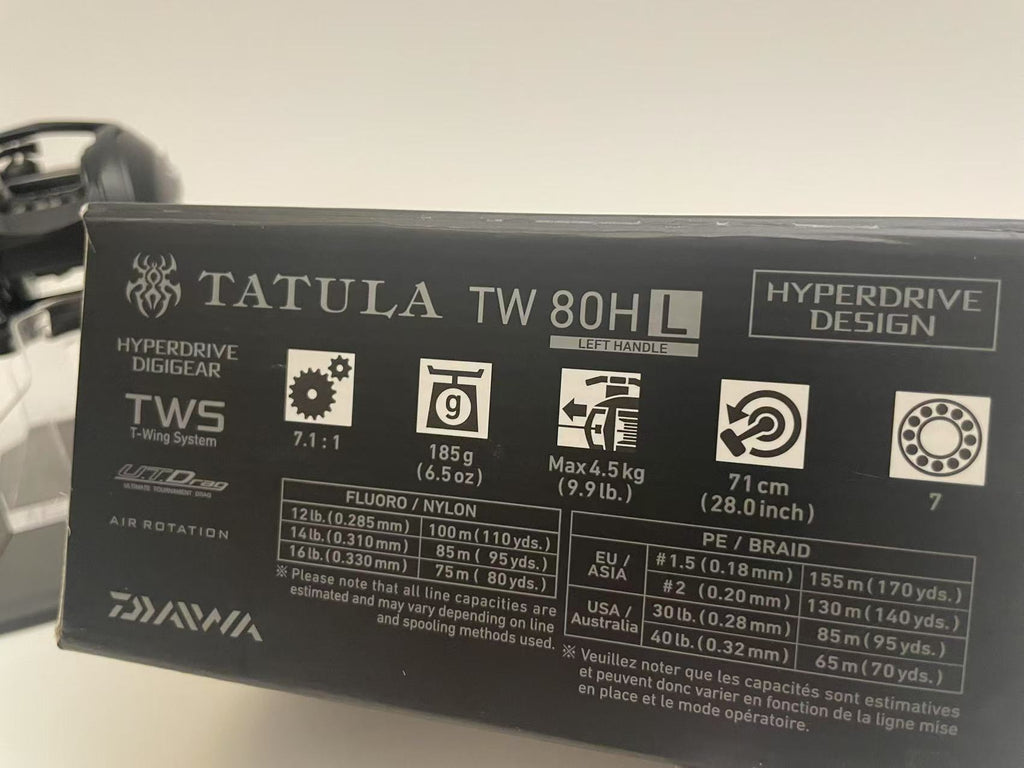 TATULA TW 80H L
LEFT HANDLE
HYPERDRIVE
DESIGN
HYPERDRIVE
DIGIGEAR
TWS
T-Wing System
UTDrag
ULTIMATE TOURNAMENT DRAG
AIR ROTATION
DAIWA
7.1 : 1
g
185g
(6.5oz)
Max4.5kg
(9.9lb.)
71cm
(28.0inch)
7
FLUORO / NYLON
12lb.(0.285mm) 100m(110yds.)
14lb.(0.310mm) 85m( 95yds.)
16lb.(0.330mm) 75m( 80yds.)
※ Please note that all line capacities are
estimated and may vary depending on line
and spooling methods used.
PE / BRAID
EU / ASIA #1.5(0.18mm) 155m(170yds.)
#2 (0.20mm) 130m(140yds.)
USA / Australia 30lb.(0.28mm) 85m(95yds.)
40lb.(0.32mm) 65m(70yds.)
※ Veuillez noter que les capacités sont estimatives
et peuvent donc varier en fonction de la ligne mise
en place et le mode opératoire.